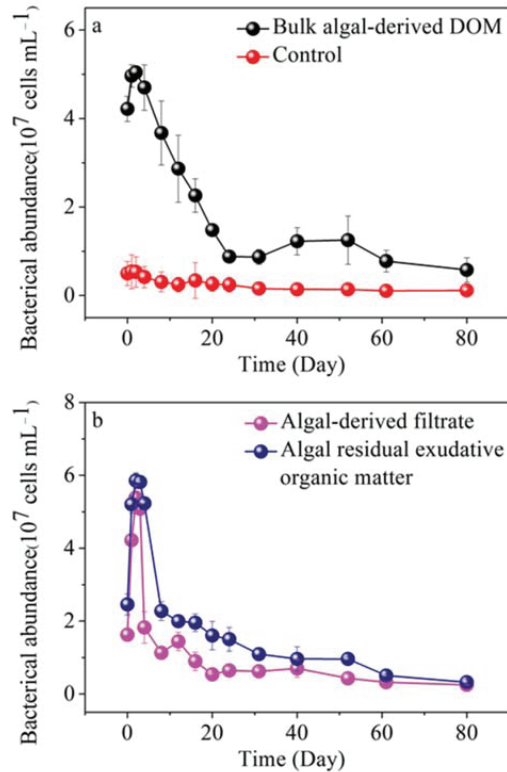 a
Bulk algal-derived DOM
Control
Bacterical abundance(10⁷ cells mL⁻¹)
6
4
2
0
0 20 40 60 80
Time (Day)
b
Algal-derived filtrate
Algal residual exudative
organic matter
Bacterical abundance(10⁷ cells mL⁻¹)
8
6
4
2
0
0 20 40 60 80
Time (Day)